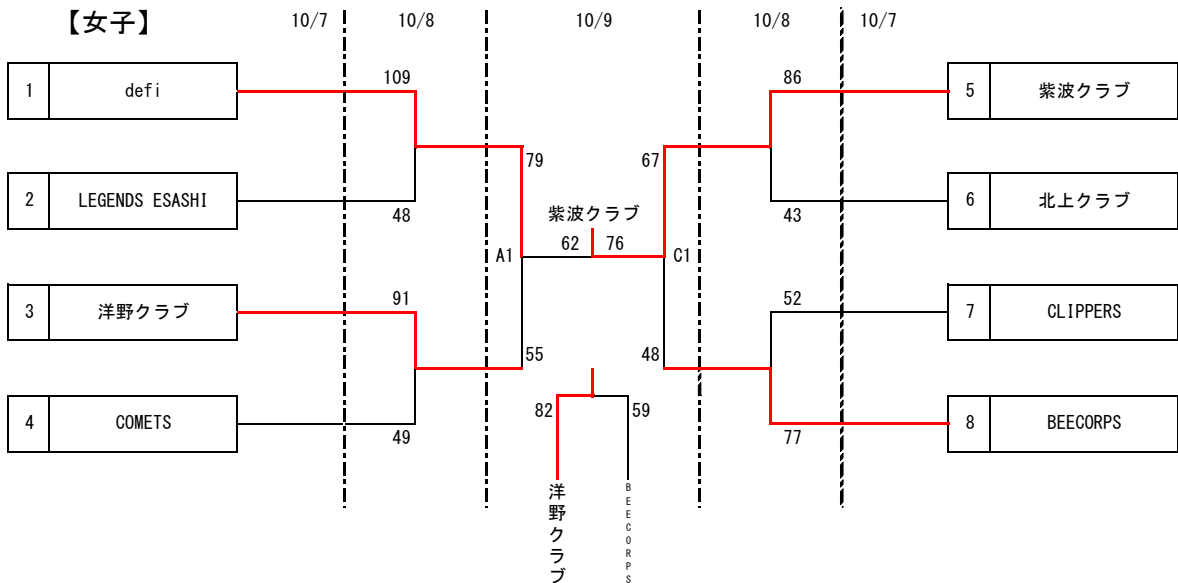 【女子】
10/7
10/8
10/9
10/8
10/7
1
defi
109
86
5
紫波クラブ
79
67
2
LEGENDS ESASHI
48
紫波クラブ
43
6
北上クラブ
A1
62
76
C1
3
洋野クラブ
91
52
7
CLIPPERS
55
48
4
COMETS
49
82
59
77
8
BEECORPS
洋野クラブ
BEECORPS